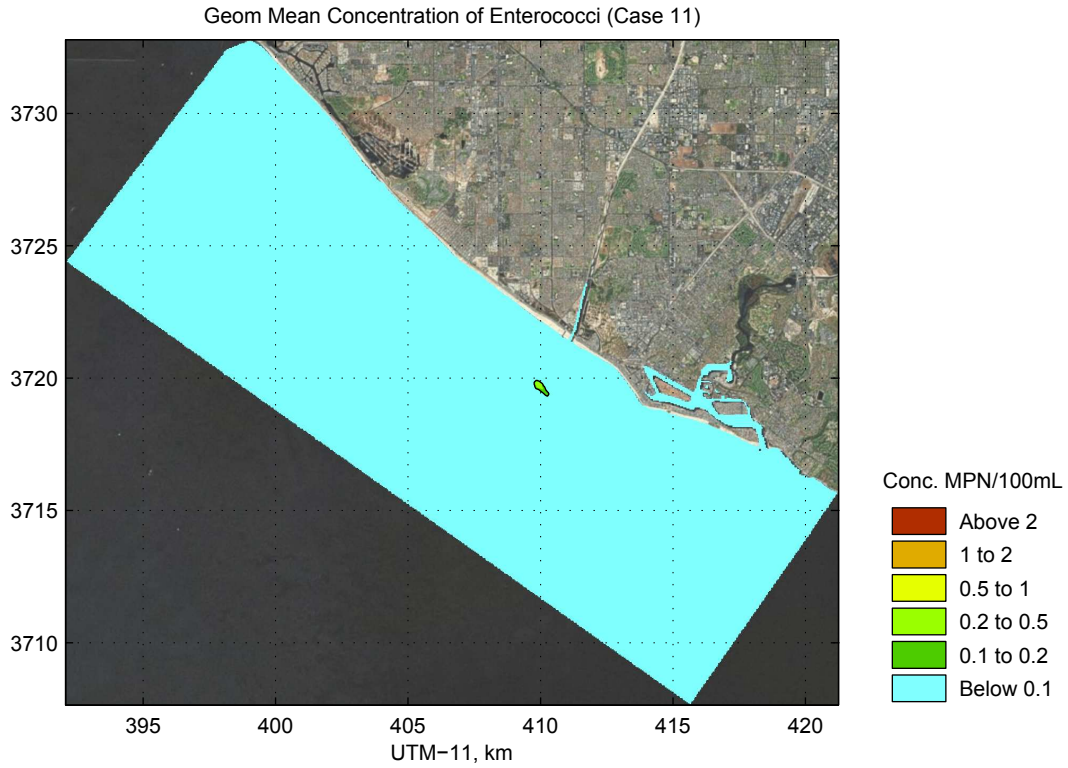 Geom Mean Concentration of Enterococci (Case 11)
3730
3725
3720
3715
3710
395
400
405
410
415
420
UTM−11, km
Conc. MPN/100mL
Above 2
1 to 2
0.5 to 1
0.2 to 0.5
0.1 to 0.2
Below 0.1